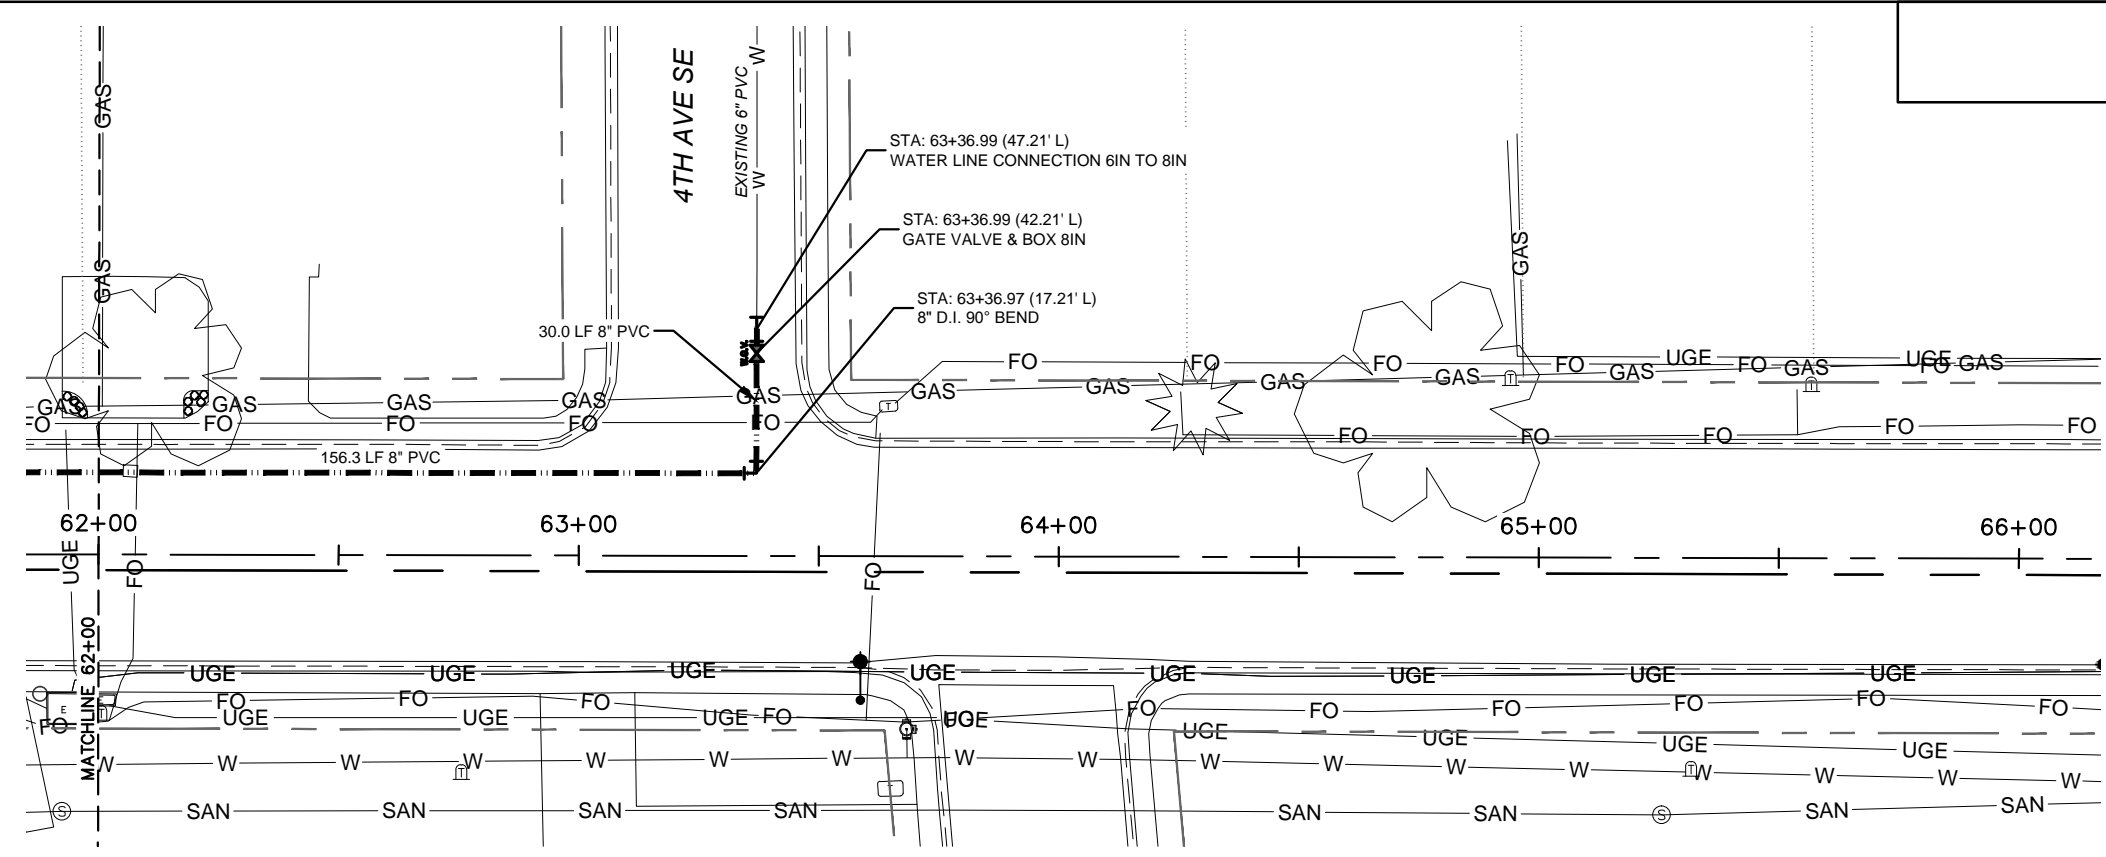 4TH AVE SE
EXISTING 6" PVC
W
W
GAS
GAS
STA: 63+36.99 (47.21' L)
WATER LINE CONNECTION 6IN TO 8IN
STA: 63+36.99 (42.21' L)
GATE VALVE & BOX 8IN
STA: 63+36.97 (17.21' L)
8" D.I. 90° BEND
30.0 LF 8" PVC
GAS
FO FO FO FO UGE FO UGE FO GAS
GAS GAS GAS GAS GAS GAS GAS GAS GAS GAS GAS
FO FO FO FO FO FO FO FO FO FO
T
156.3 LF 8" PVC
62+00 63+00 64+00 65+00 66+00
UGE FO FO
MATCHLINE 62+00
UGE UGE UGE UGE UGE UGE UGE UGE
E
FO FO FO FO FO FO FO FO FO FO FO
UGE UGE UGE UGE UGE UGE UGE UGE
W W W W W W W W W W W W W W W W W
SAN SAN SAN SAN SAN SAN SAN
S S